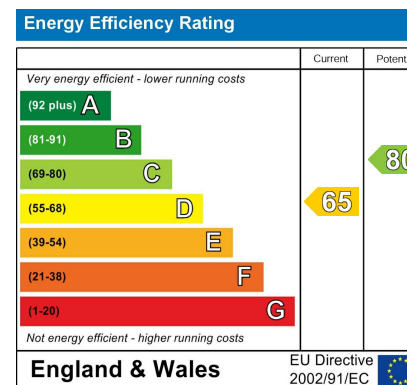 Energy Efficiency Rating
Current Potent
Very energy efficient - lower running costs
(92 plus) A
(81-91) B
(69-80) C
(55-68) D
(39-54) E
(21-38) F
(1-20) G
65
80
Not energy efficient - higher running costs
England & Wales
EU Directive
2002/91/EC